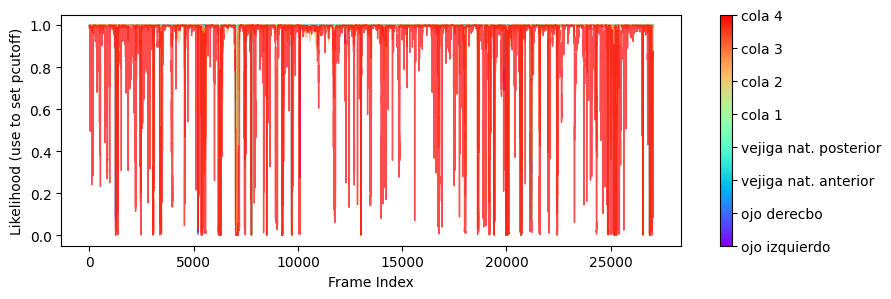 Likelihood (use to set pcutoff)
1.0
0.8
0.6
0.4
0.2
0.0
0
5000
10000
15000
20000
25000
Frame Index
cola 4
cola 3
cola 2
cola 1
vejiga nat. posterior
vejiga nat. anterior
ojo derecbo
ojo izquierdo